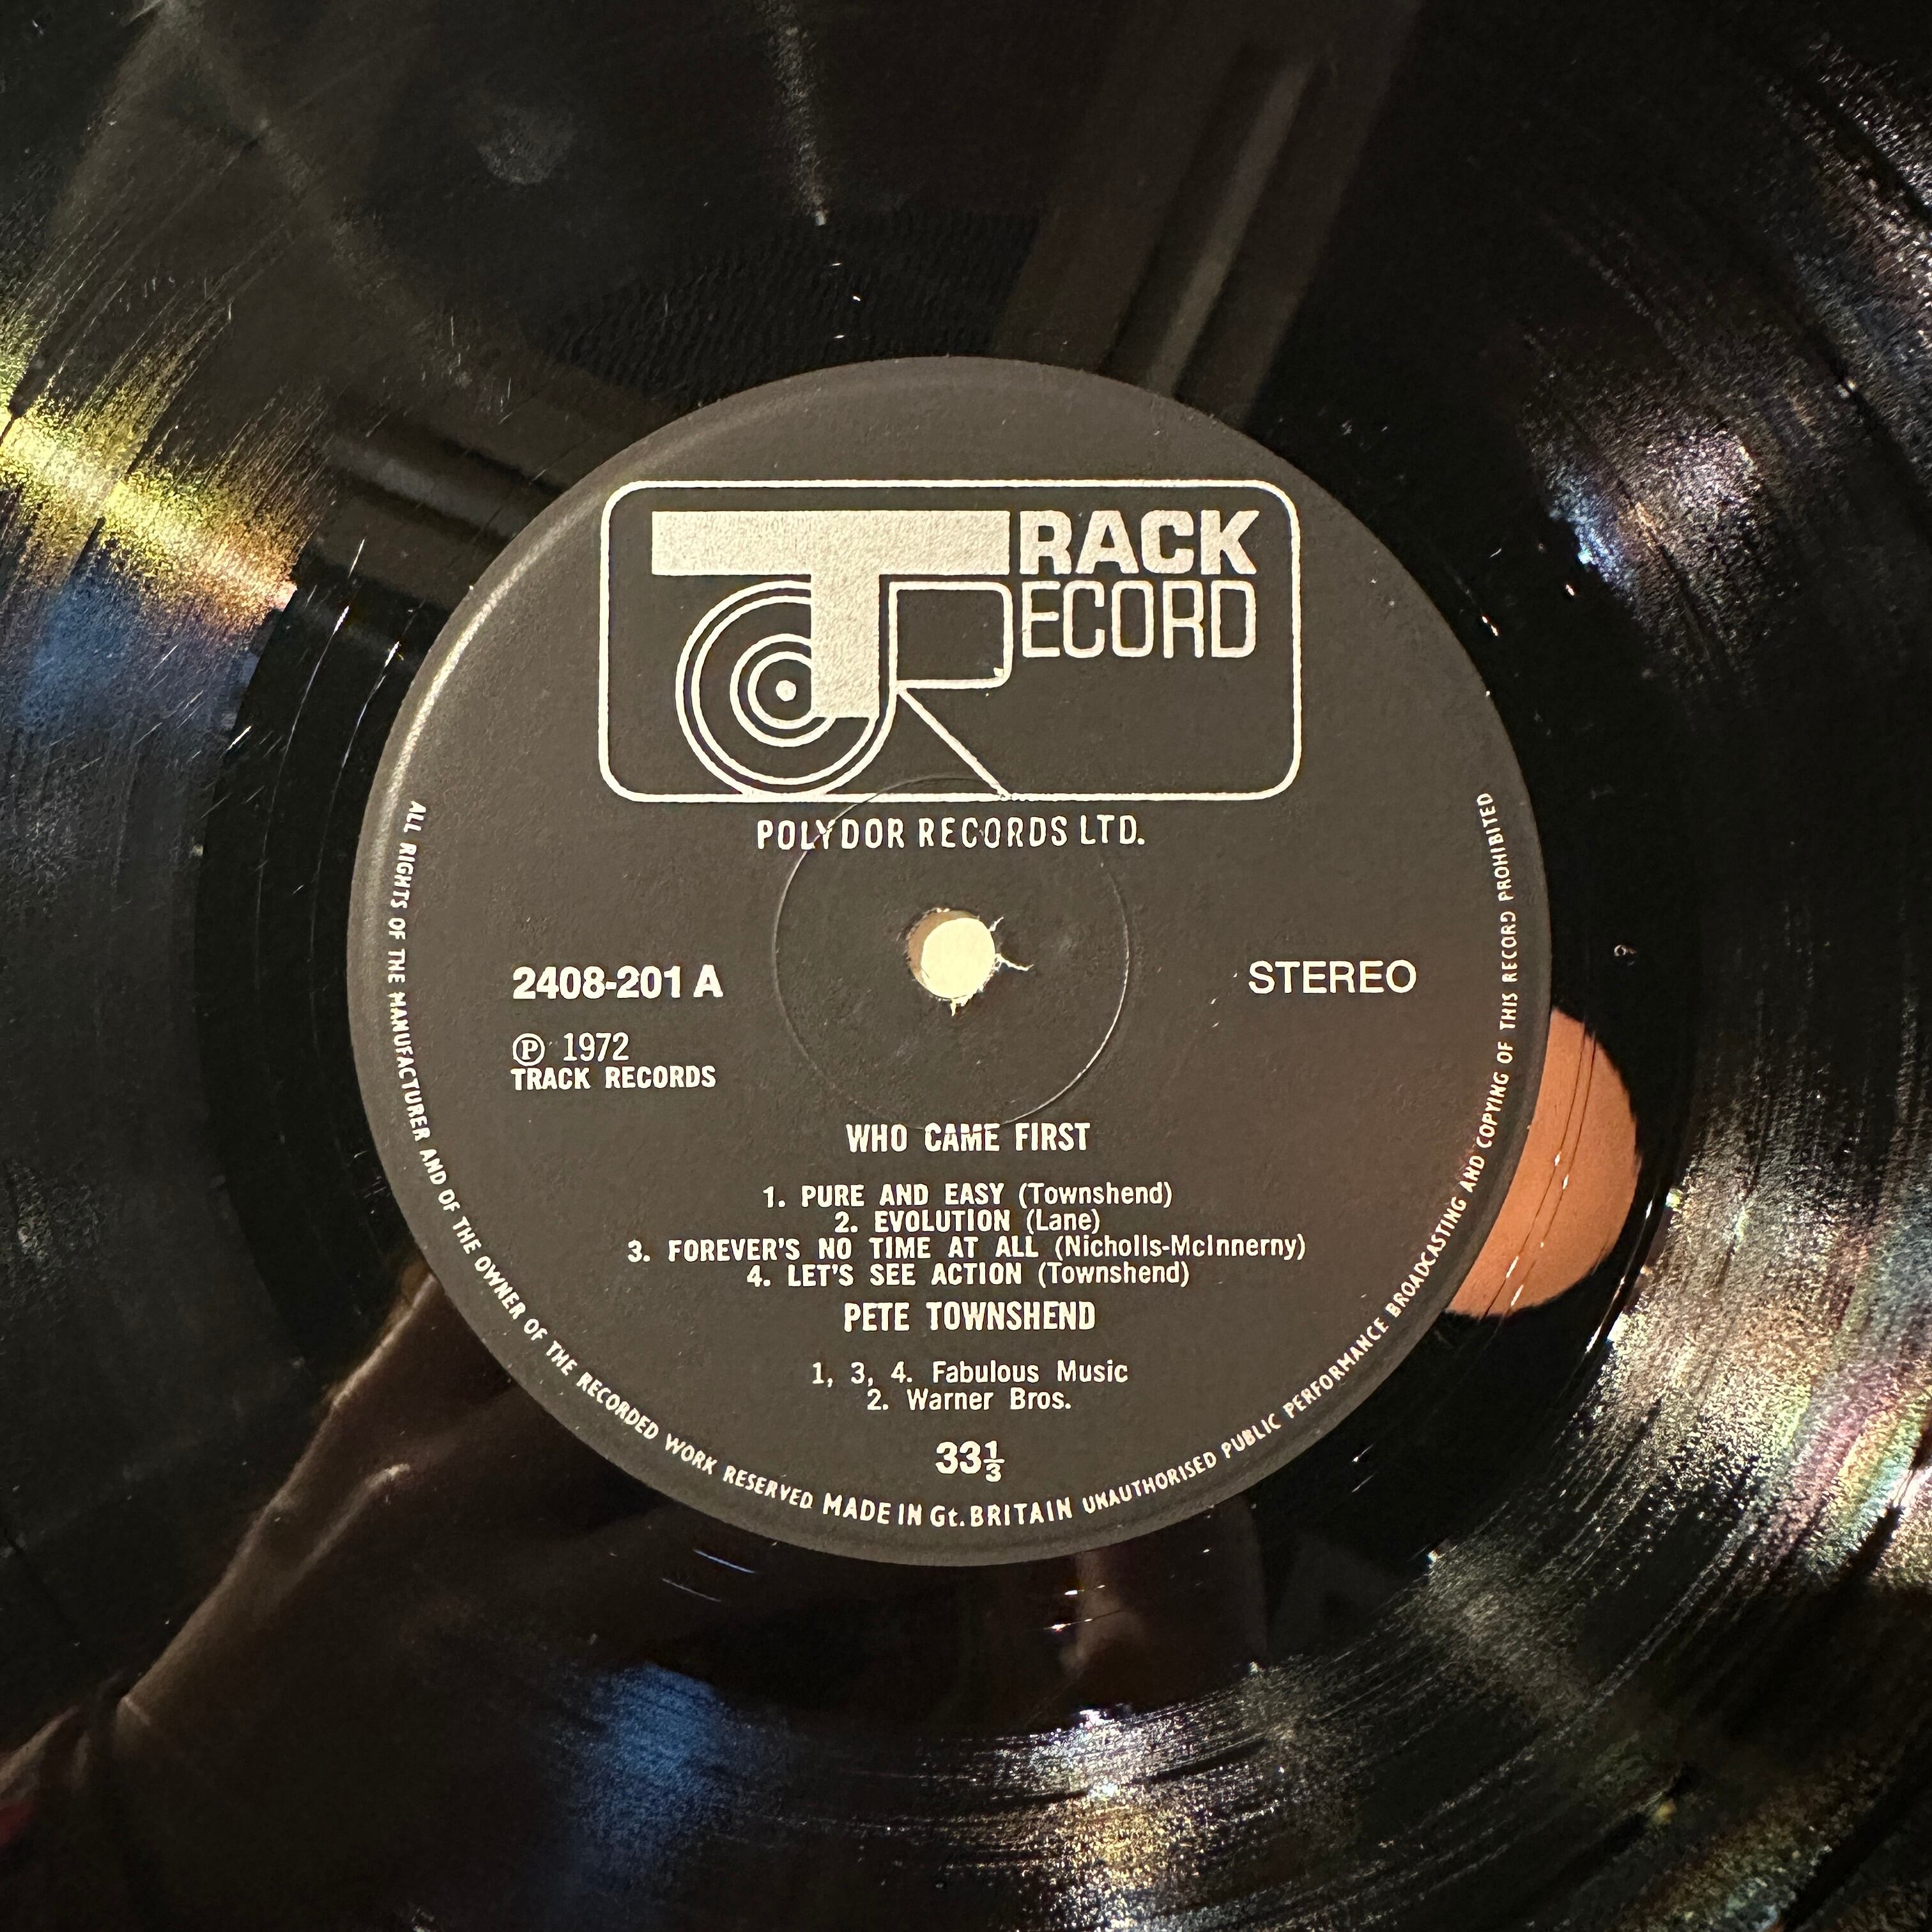 TRACK
RECORD
POLYDOR RECORDS LTD.
2408-201 A
STEREO
Ⓟ 1972
TRACK RECORDS
WHO CAME FIRST
1. PURE AND EASY (Townshend)
2. EVOLUTION (Lane)
3. FOREVER'S NO TIME AT ALL (Nicholls-McInnerny)
4. LET'S SEE ACTION (Townshend)
PETE TOWNSHEND
1, 3, 4. Fabulous Music
2. Warner Bros.
33⅓
ALL RIGHTS OF THE MANUFACTURER AND OF THE OWNER OF THE RECORDED WORK RESERVED MADE IN Gt. BRITAIN UNAUTHORISED PUBLIC PERFORMANCE BROADCASTING AND COPYING OF THIS RECORD PROHIBITED